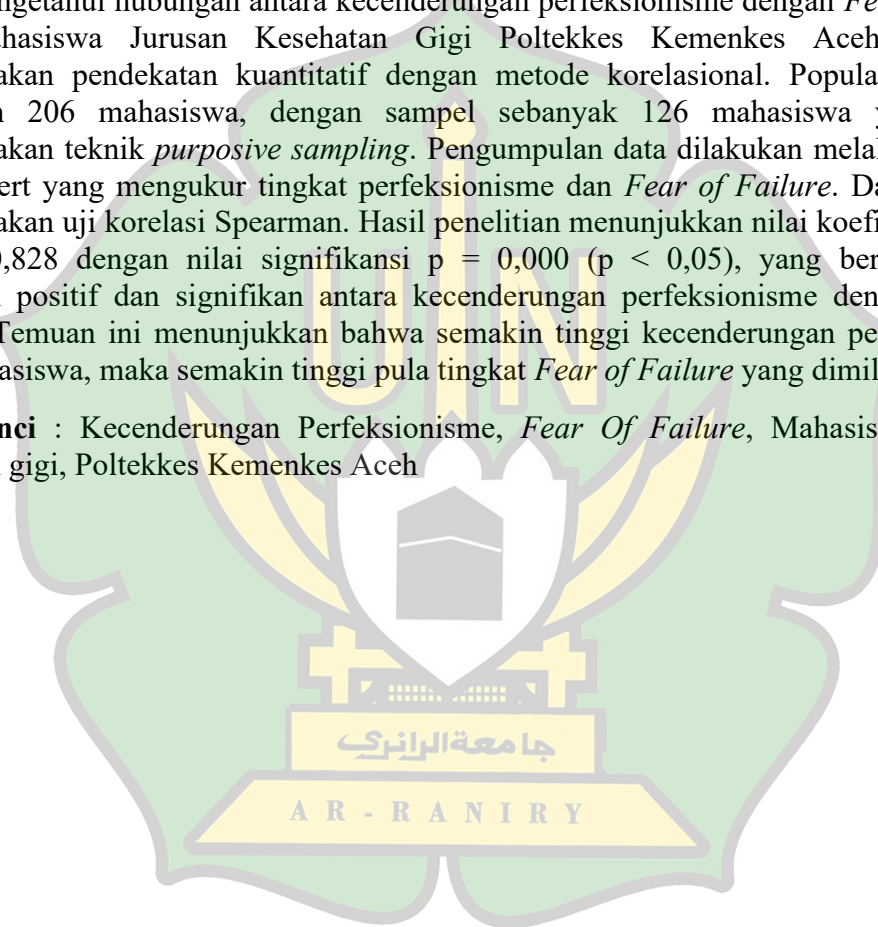 ngetahui hubungan antara kecenderungan perfeksionisme dengan Fe
ahasiswa Jurusan Kesehatan Gigi Poltekkes Kemenkes Aceh
akan pendekatan kuantitatif dengan metode korelasional. Popula
n 206 mahasiswa, dengan sampel sebanyak 126 mahasiswa y
akan teknik purposive sampling. Pengumpulan data dilakukan mela
ert yang mengukur tingkat perfeksionisme dan Fear of Failure. Da
akan uji korelasi Spearman. Hasil penelitian menunjukkan nilai koefi
0,828 dengan nilai signifikansi p = 0,000 (p < 0,05), yang ber
n positif dan signifikan antara kecenderungan perfeksionisme den
Temuan ini menunjukkan bahwa semakin tinggi kecenderungan pe
asiswa, maka semakin tinggi pula tingkat Fear of Failure yang dimil
nci : Kecenderungan Perfeksionisme, Fear Of Failure, Mahasis
n gigi, Poltekkes Kemenkes Aceh
UIN
جامعة الرانري
AR-RANIRY